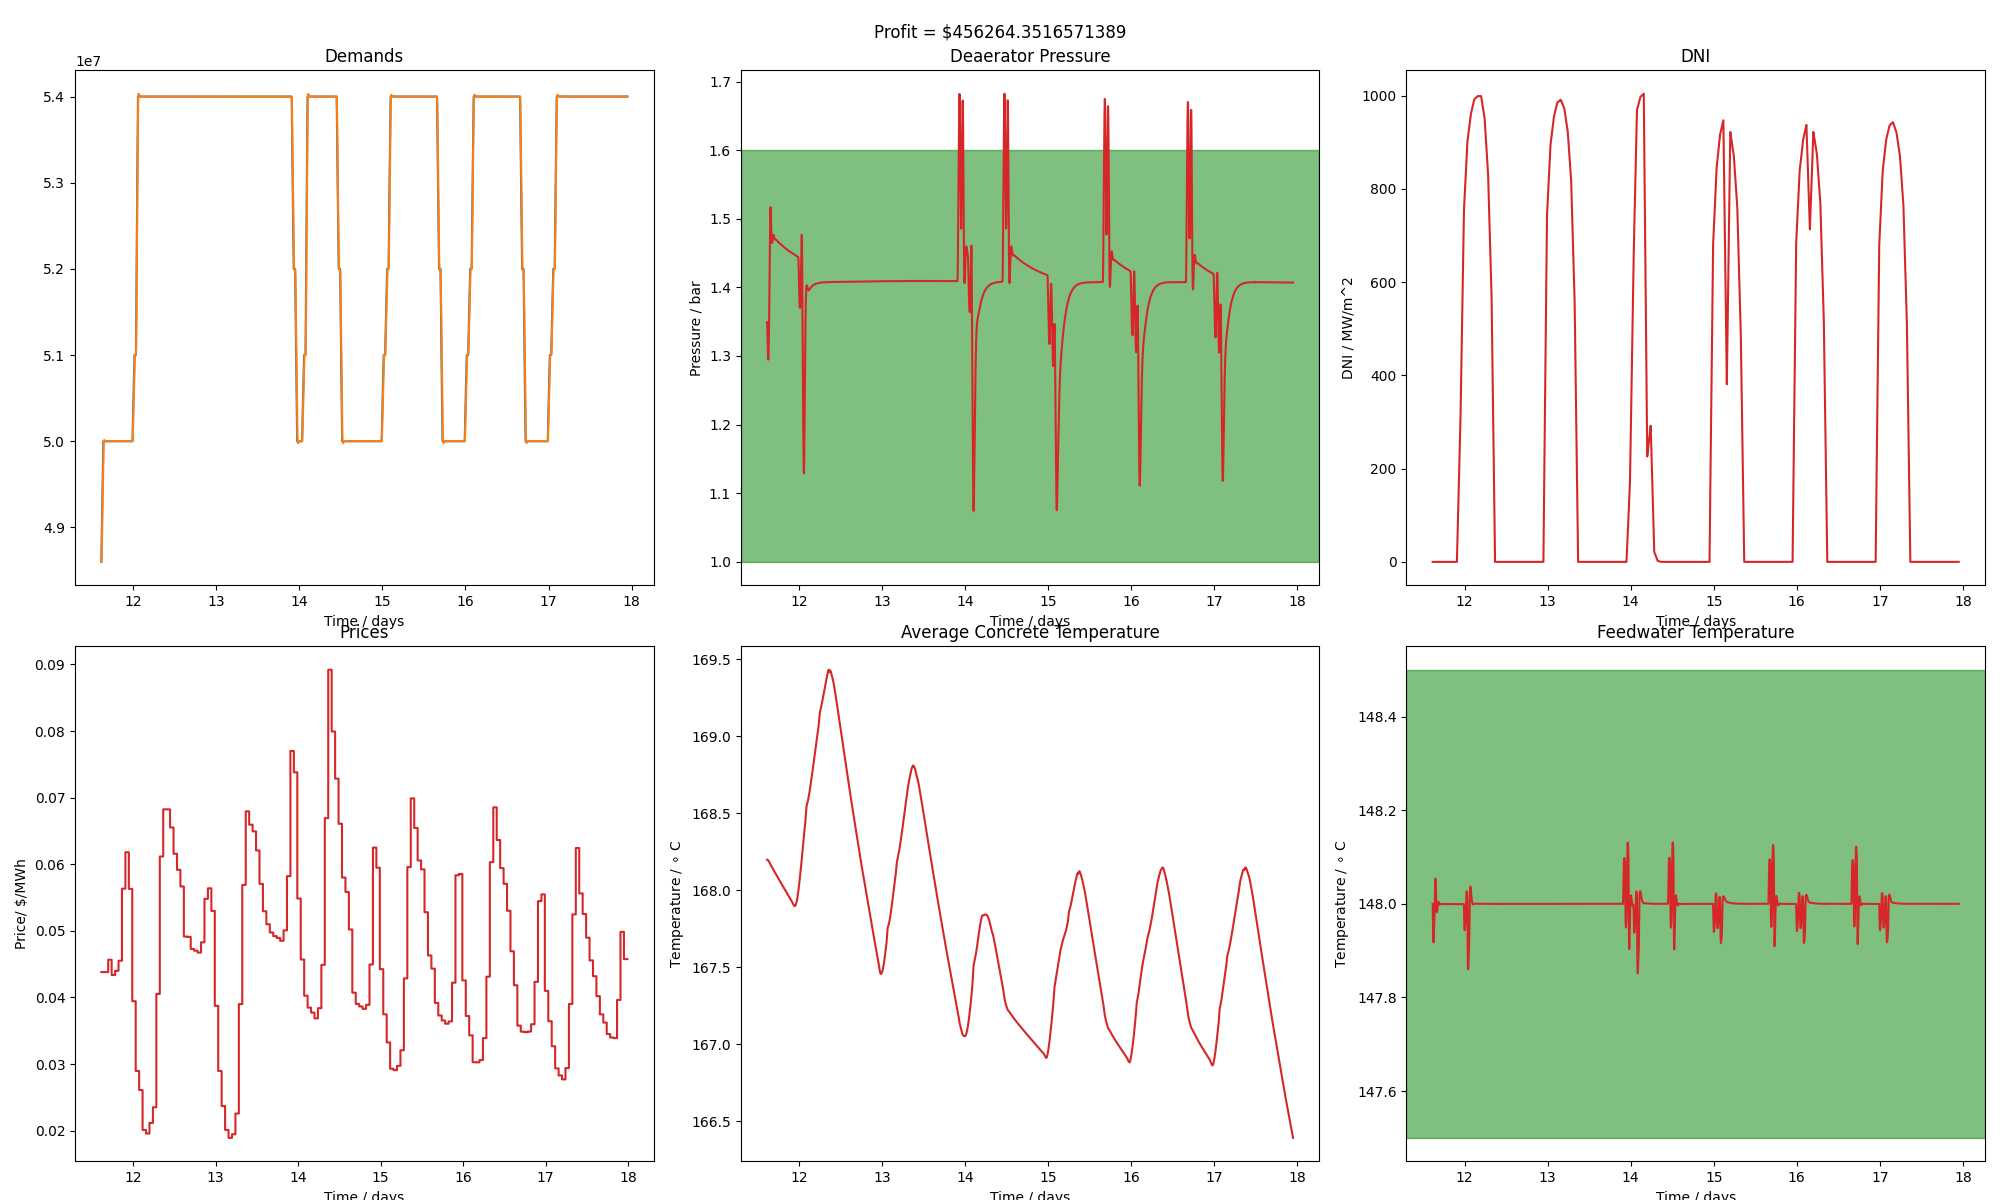 Profit = $456264.3516571389
Demands
1e7
5.4
5.3
5.2
5.1
5.0
4.9
12 13 14 15 16 17 18
Time / days
Deaerator Pressure
Pressure / bar
1.7
1.6
1.5
1.4
1.3
1.2
1.1
1.0
12 13 14 15 16 17 18
Time / days
DNI
DNI / MW/m^2
1000
800
600
400
200
0
12 13 14 15 16 17 18
Time / days
Prices
Price/ $/MWh
0.09
0.08
0.07
0.06
0.05
0.04
0.03
0.02
12 13 14 15 16 17 18
Time / days
Average Concrete Temperature
Temperature / ∘ C
169.5
169.0
168.5
168.0
167.5
167.0
166.5
12 13 14 15 16 17 18
Time / days
Feedwater Temperature
Temperature / ∘ C
148.4
148.2
148.0
147.8
147.6
12 13 14 15 16 17 18
Time / days